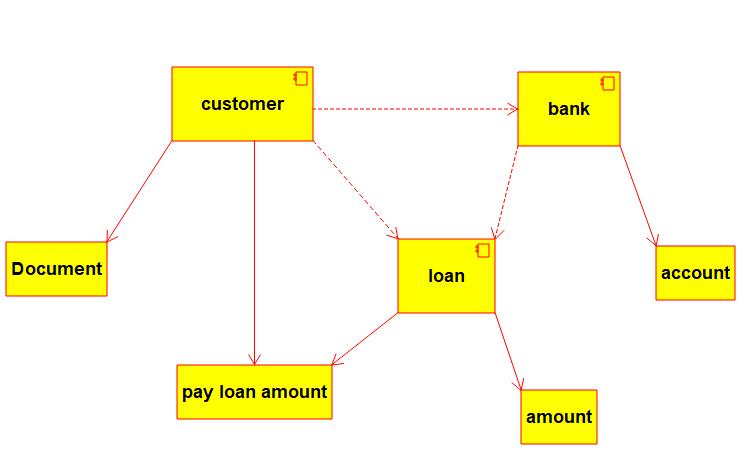 customer
bank
Document
loan
account
pay loan amount
amount